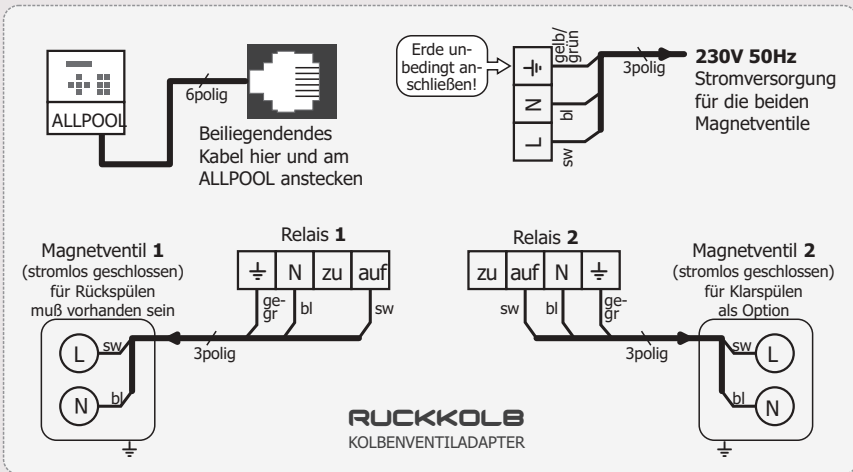 ALLPOOL
6polig
Beiliegendendes
Kabel hier und am
ALLPOOL anstecken
Erde un-
bedingt an-
schließen!
N
L
gelb/
grün
bl
sw
3polig
230V 50Hz
Stromversorgung
für die beiden
Magnetventile
Magnetventil 1
(stromlos geschlossen)
für Rückspülen
muß vorhanden sein
L
sw
N
bl
3polig
Relais 1
N zu auf
ge-
gr
bl
sw
Relais 2
zu auf N
sw
bl
ge-
gr
3polig
Magnetventil 2
(stromlos geschlossen)
für Klarspülen
als Option
sw
L
bl
N
RUCKKOLB
KOLBENVENTILADAPTER